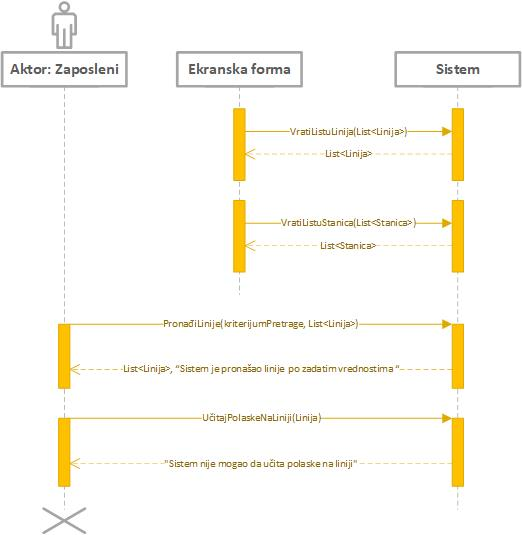 Aktor: Zaposleni
Ekranska forma
Sistem
VratiListuLinija(List<Linija>)
List<Linija>
VratiListuStanica(List<Stanica>)
List<Stanica>
PronađiLinije(kriterijumPretrage, List<Linija>)
List<Linija>, “Sistem je pronašao linije po zadatim vrednostima “
UčitajPolaskeNaLiniji(Linija)
"Sistem nije mogao da učita polaske na liniji"